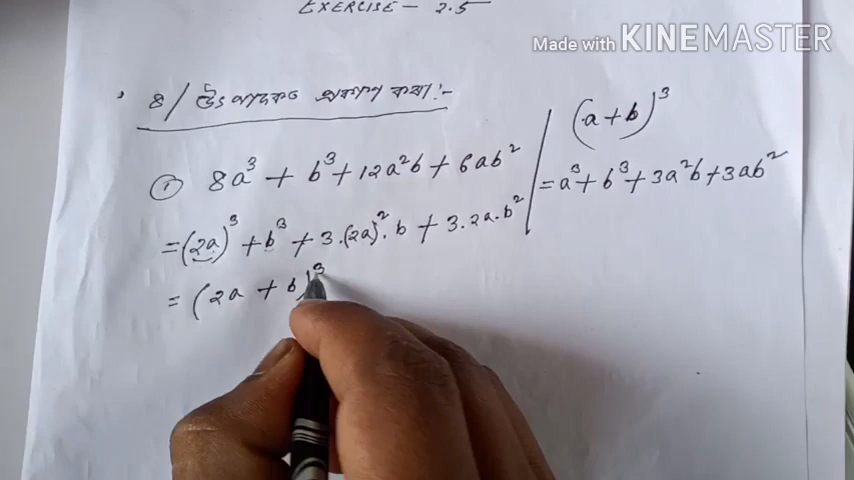 EXERCISE - 2.5
Made with KINEMASTER
8/ উৎপাদকত প্ৰকাশ কৰা :-
① 8a³ + b³ + 12a²b + 6ab²
= (2a)³ + b³ + 3.(2a)².b + 3.2a.b²
= (2a + b)³
(a+b)³
= a³ + b³ + 3a²b + 3ab²